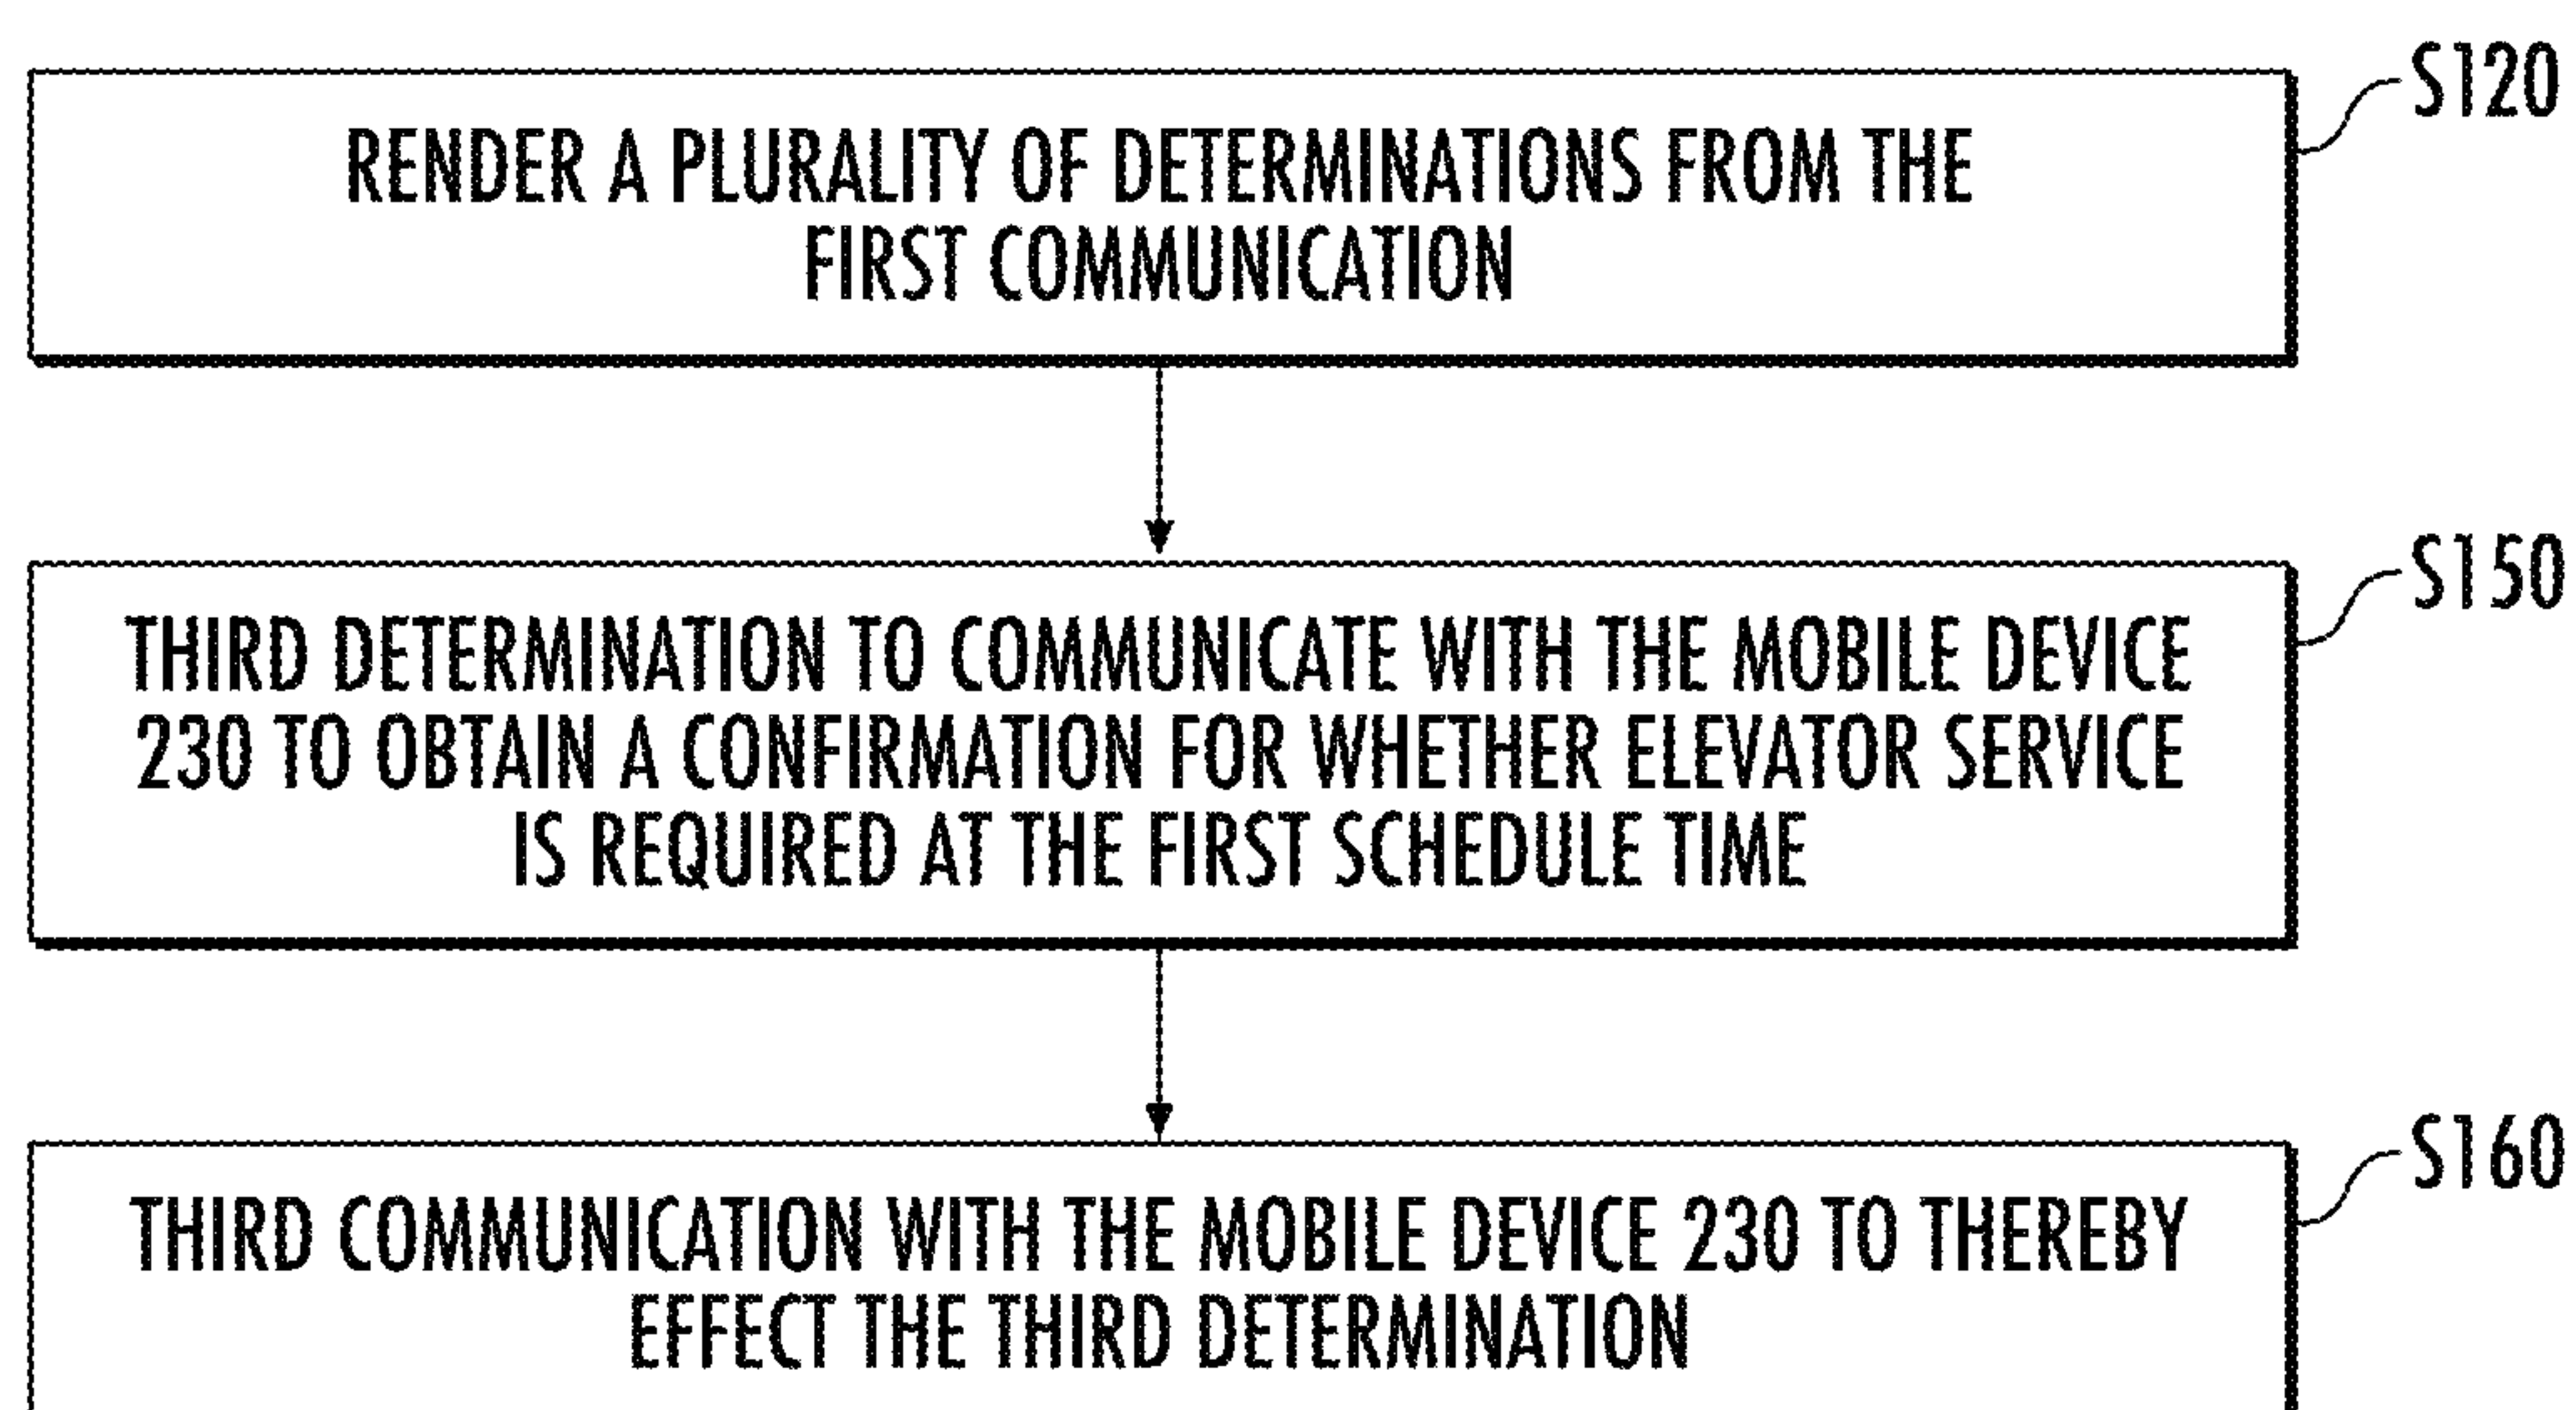 S120
RENDER A PLURALITY OF DETERMINATIONS FROM THE
FIRST COMMUNICATION
S150
THIRD DETERMINATION TO COMMUNICATE WITH THE MOBILE DEVICE
230 TO OBTAIN A CONFIRMATION FOR WHETHER ELEVATOR SERVICE
IS REQUIRED AT THE FIRST SCHEDULE TIME
S160
THIRD COMMUNICATION WITH THE MOBILE DEVICE 230 TO THEREBY
EFFECT THE THIRD DETERMINATION